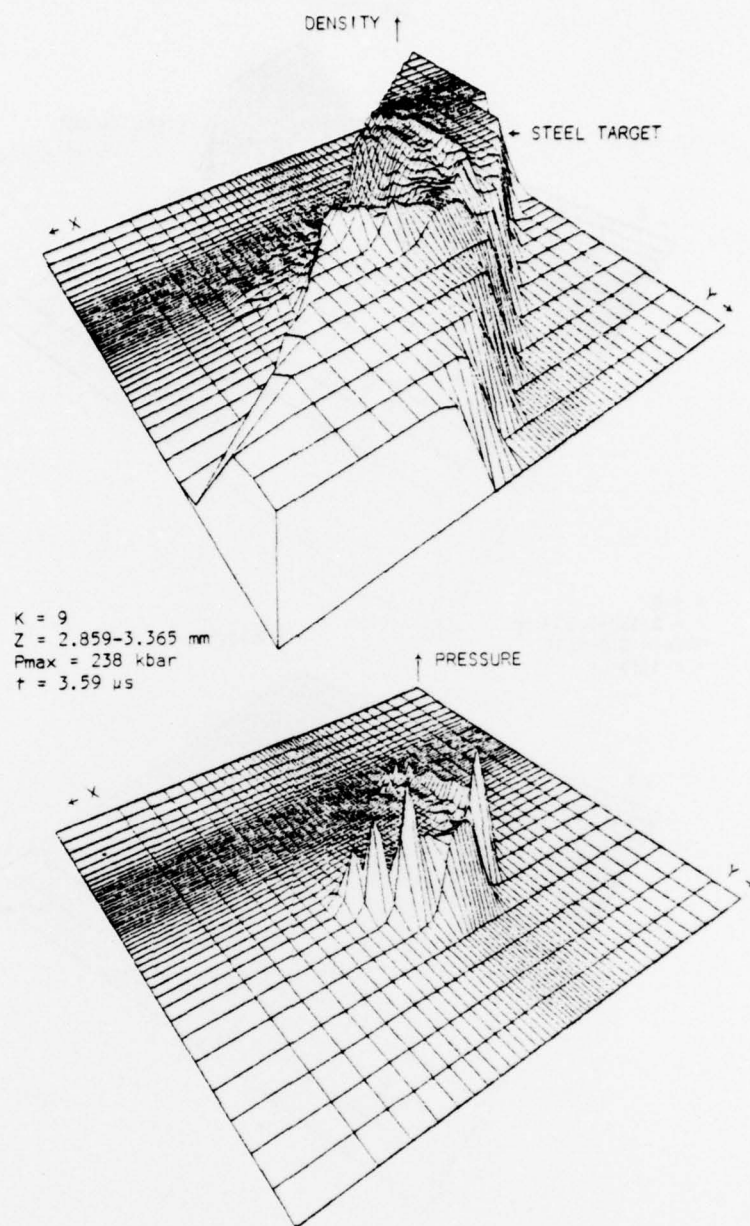 DENSITY ↑
← STEEL TARGET
← X
Y →
K = 9
Z = 2.859-3.365 mm
Pmax = 238 kbar
t = 3.59 µs
↑ PRESSURE
← X
Y →